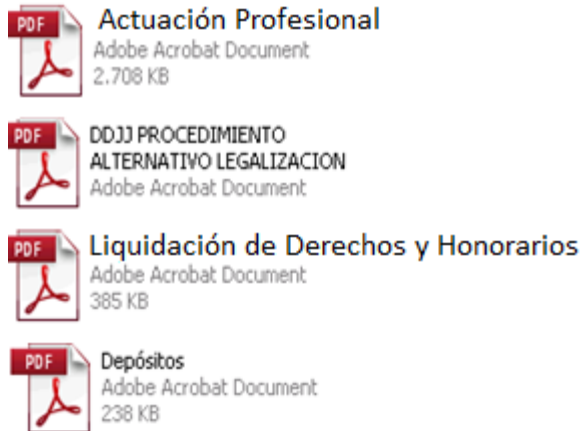 PDF Actuación Profesional
Adobe Acrobat Document
2.708 KB
PDF DDJJ PROCEDIMIENTO
ALTERNATIVO LEGALIZACION
Adobe Acrobat Document
PDF Liquidación de Derechos y Honorarios
Adobe Acrobat Document
385 KB
PDF Depósitos
Adobe Acrobat Document
238 KB